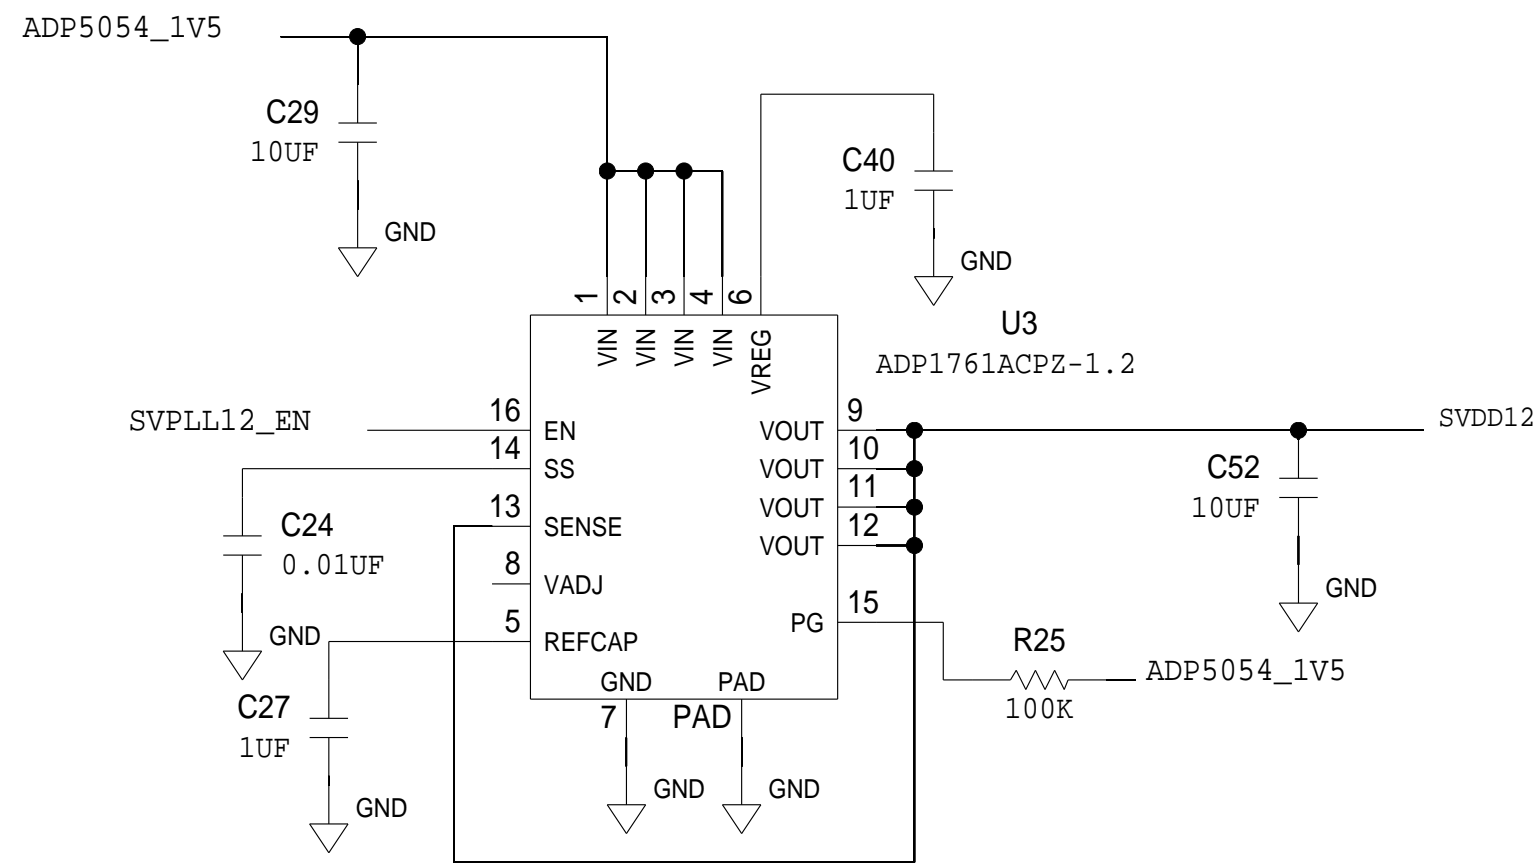 ADP5054_1V5
C29
10UF
GND
C40
1UF
GND
1
2
3
4
6
VIN
VIN
VIN
VIN
VREG
U3
ADP1761ACPZ-1.2
SVPLL12_EN
16
EN
14
SS
13
SENSE
8
VADJ
5
REFCAP
9
VOUT
10
VOUT
11
VOUT
12
VOUT
15
PG
SVDD12
C52
10UF
GND
C24
0.01UF
GND
C27
1UF
GND
GND
PAD
7
PAD
GND
GND
R25
100K
ADP5054_1V5